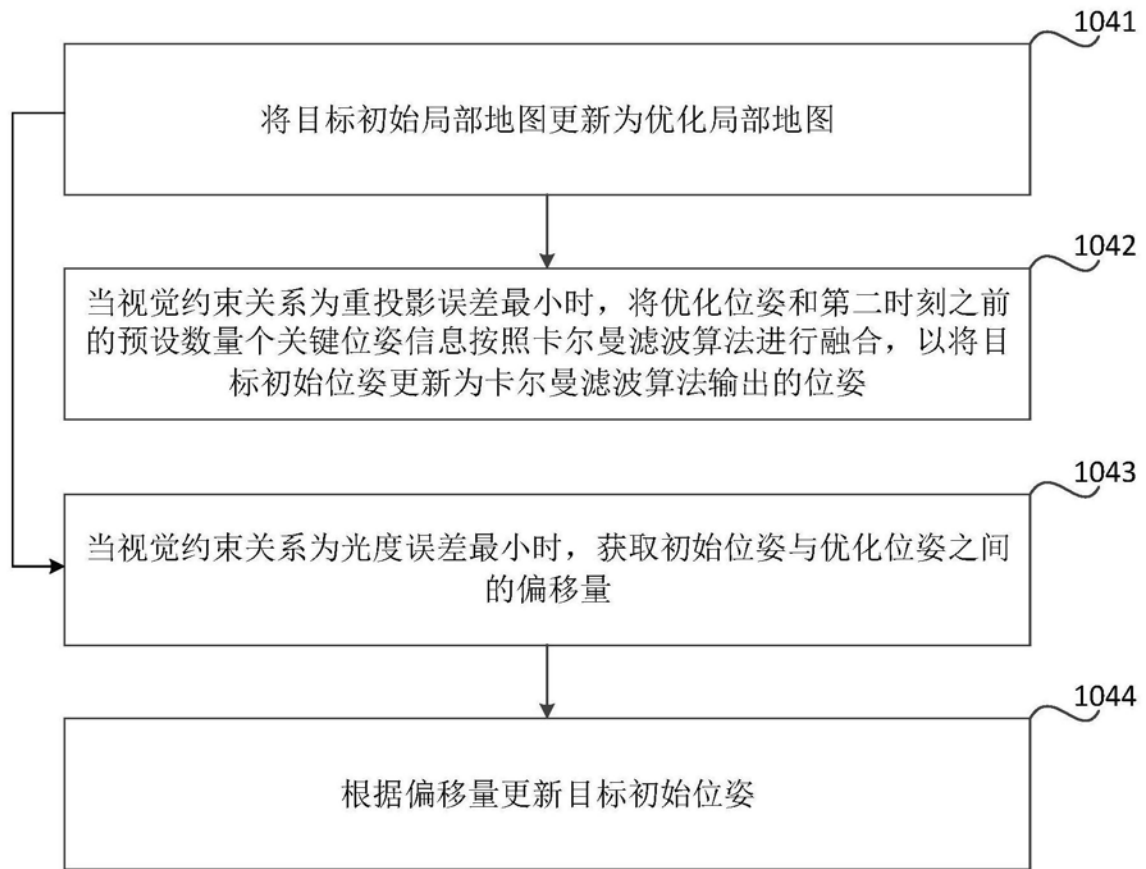 1041
将目标初始局部地图更新为优化局部地图
1042
当视觉约束关系为重投影误差最小时，将优化位姿和第二时刻之前
的预设数量个关键位姿信息按照卡尔曼滤波算法进行融合，以将目
标初始位姿更新为卡尔曼滤波算法输出的位姿
1043
当视觉约束关系为光度误差最小时，获取初始位姿与优化位姿之间
的偏移量
1044
根据偏移量更新目标初始位姿